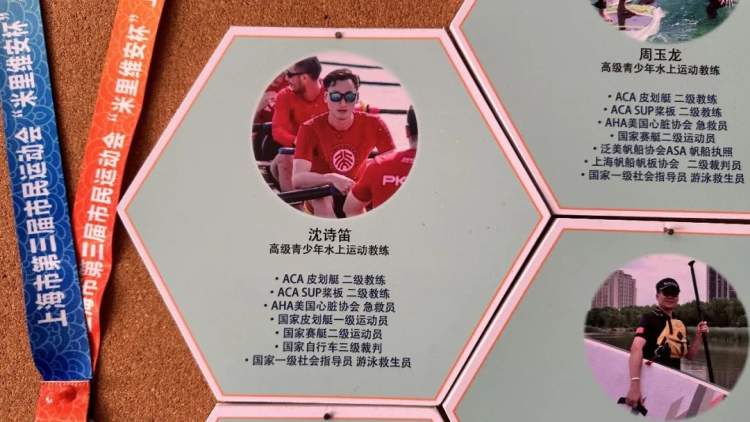 上海市第三届市民运动会“米里维安杯”
上海市第三届市民运动会“米里维安杯”
PK
沈诗笛
高级青少年水上运动教练
• ACA 皮划艇 二级教练
• ACA SUP桨板 二级教练
• AHA美国心脏协会 急救员
• 国家皮划艇一级运动员
• 国家赛艇二级运动员
• 国家自行车三级裁判
• 国家一级社会指导员 游泳救生员
周玉龙
高级青少年水上运动教练
• ACA 皮划艇 二级教练
• ACA SUP桨板 二级教练
• AHA美国心脏协会 急救员
• 国家赛艇二级运动员
• 泛美帆船协会ASA 帆船执照
• 上海帆船帆板协会 二级裁判员
• 国家一级社会指导员 游泳救生员